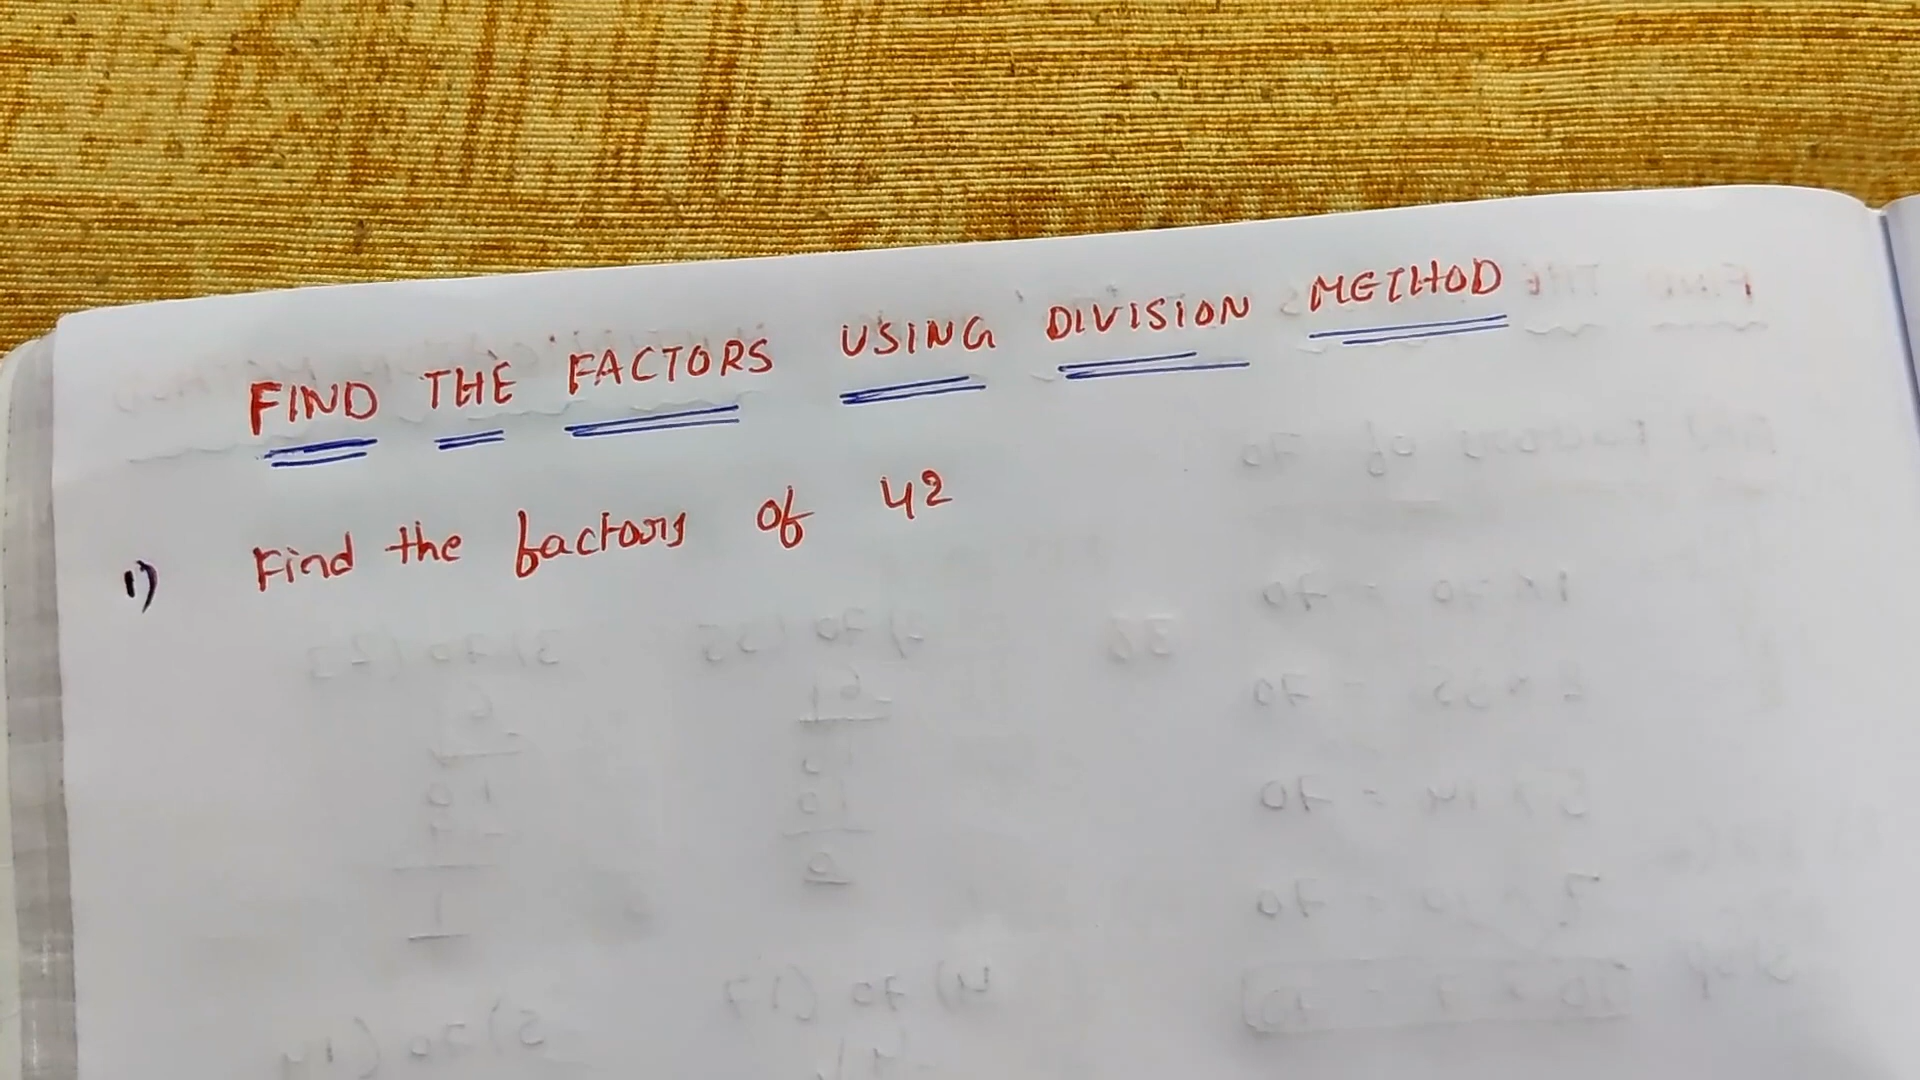 FIND THE FACTORS USING DIVISION METHOD
1) Find the factors of 42